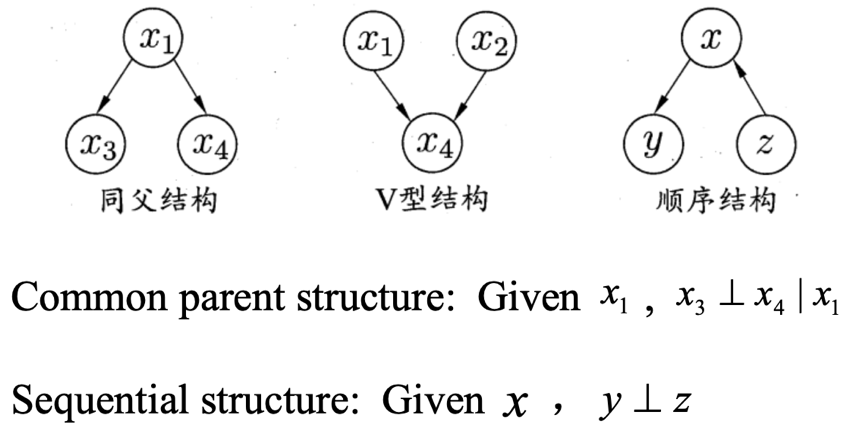 x₁ x₁ x₂ x
x₃ x₄ x₄ y z
同父结构 V型结构 顺序结构
Common parent structure: Given x₁ , x₃ ⊥ x₄ | x₁
Sequential structure: Given x , y ⊥ z